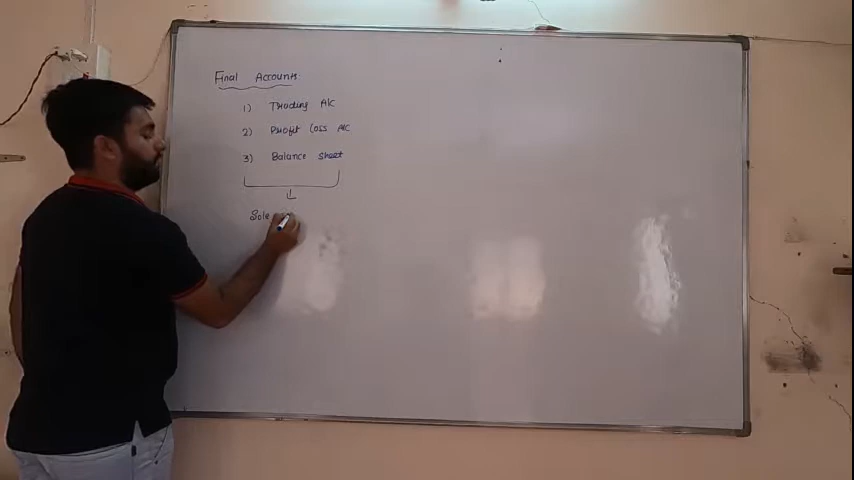 Final Accounts
1) Trading A/c
2) Profit Loss A/c
3) Balance sheet
Sole